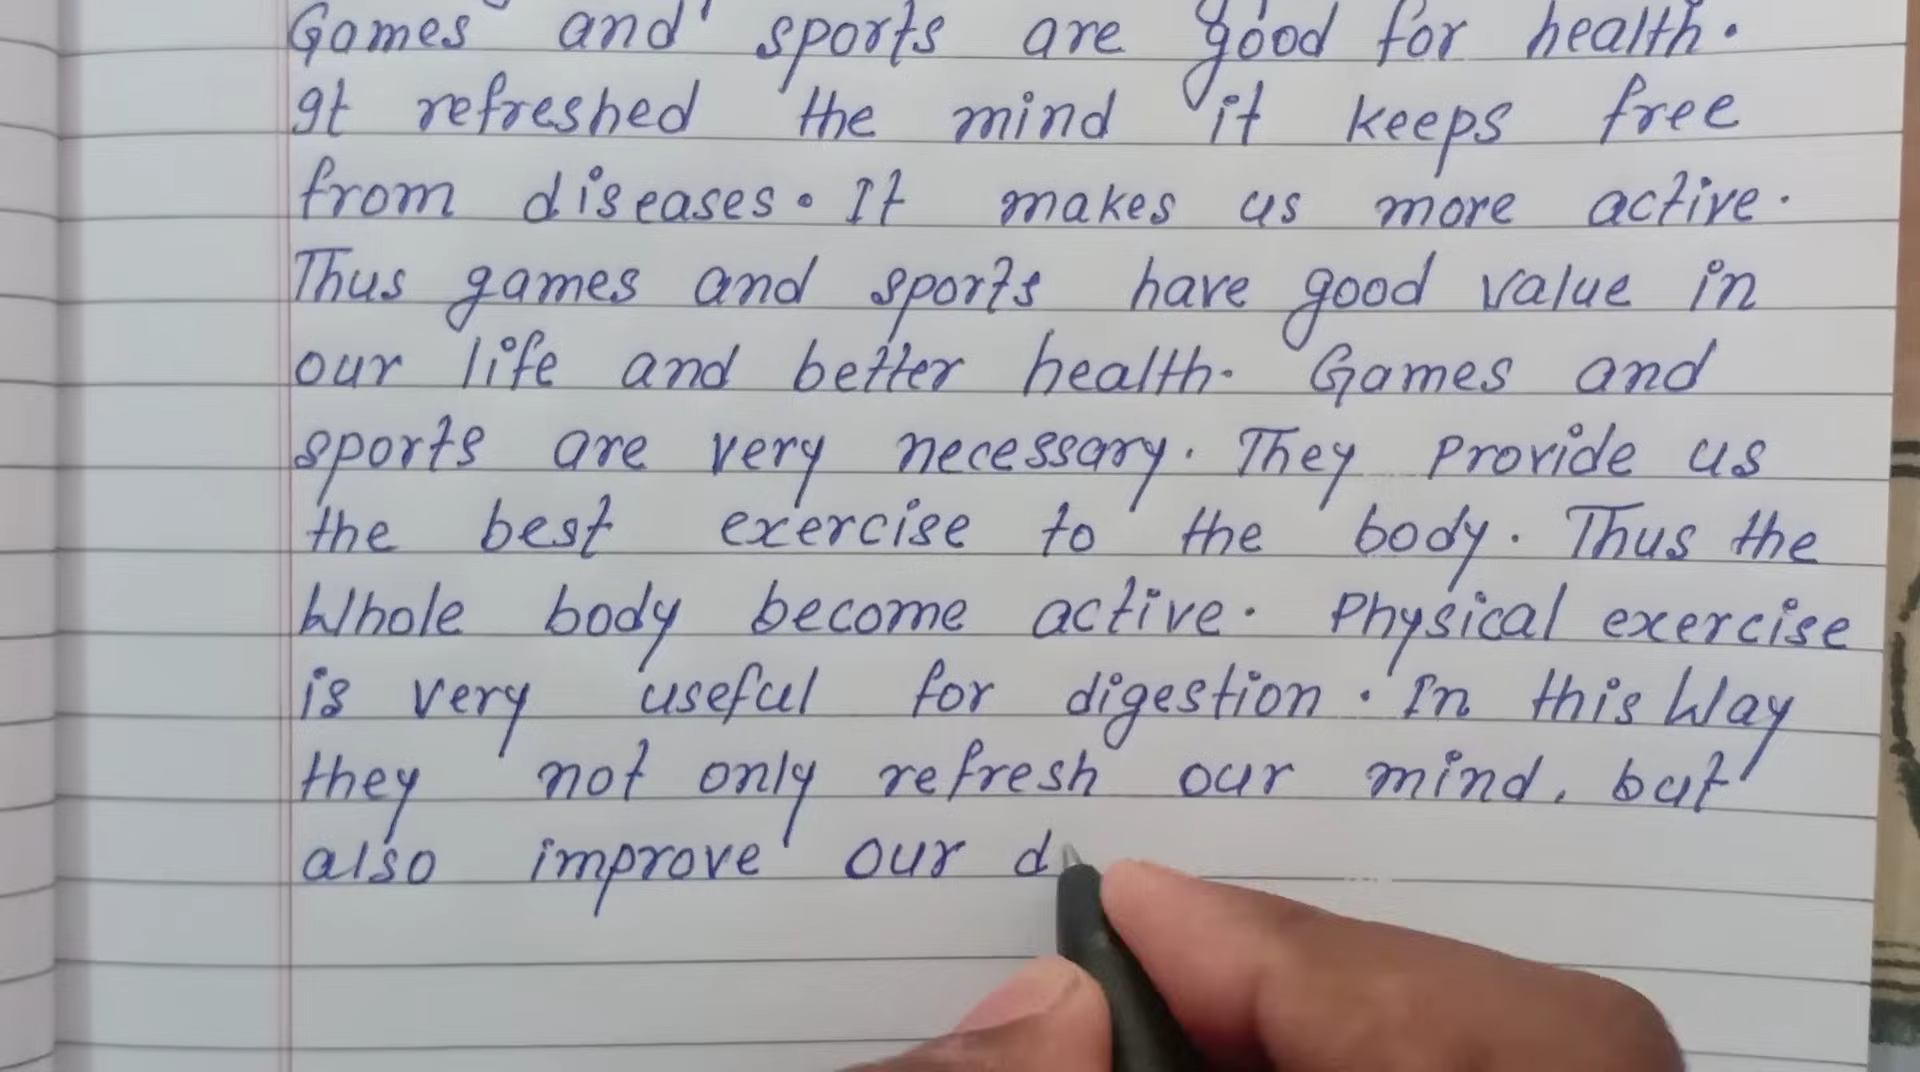 Games and sports are good for health.
It refreshed the mind it keeps free
from diseases. It makes us more active.
Thus games and sports have good value in
our life and better health. Games and
sports are very necessary. They provide us
the best exercise to the body. Thus the
whole body become active. Physical exercise
is very useful for digestion. In this way
they not only refresh our mind, but
also improve our d